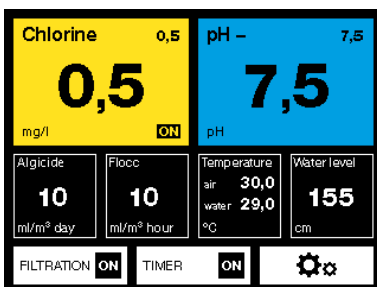 Chlorine 0,5
0,5
mg/l ON
pH – 7,5
7,5
pH
Algicide
10
ml/m³ day
Flocc
10
ml/m³ hour
Temperature
air 30,0
water 29,0
ºC
Water level
155
cm
FILTRATION ON
TIMER ON